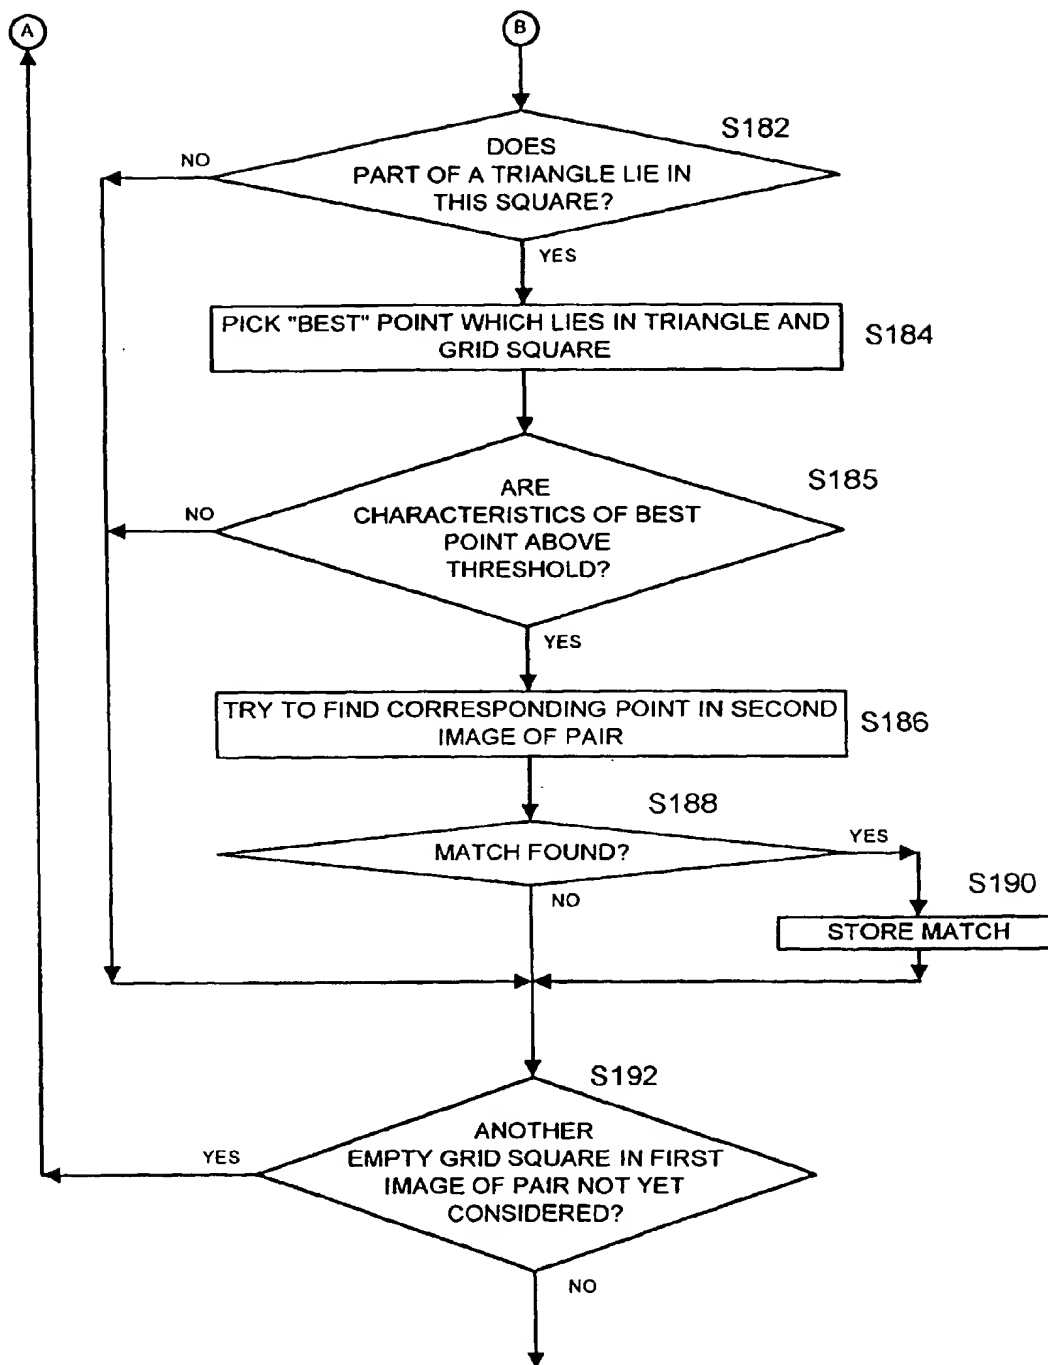 A
B
S182
DOES
PART OF A TRIANGLE LIE IN
THIS SQUARE?
NO
YES
PICK "BEST" POINT WHICH LIES IN TRIANGLE AND
GRID SQUARE
S184
S185
ARE
CHARACTERISTICS OF BEST
POINT ABOVE
THRESHOLD?
NO
YES
TRY TO FIND CORRESPONDING POINT IN SECOND
IMAGE OF PAIR
S186
S188
MATCH FOUND?
YES
NO
S190
STORE MATCH
S192
ANOTHER
EMPTY GRID SQUARE IN FIRST
IMAGE OF PAIR NOT YET
CONSIDERED?
YES
NO